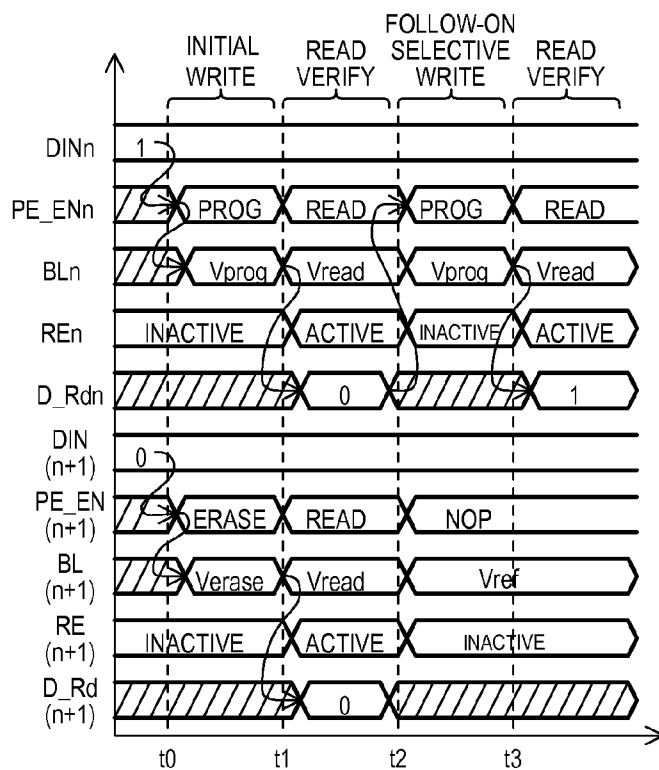 INITIAL WRITE
READ VERIFY
FOLLOW-ON SELECTIVE WRITE
READ VERIFY
DINn 1
PE_ENn PROG READ PROG READ
BLn Vprog Vread Vprog Vread
REn INACTIVE ACTIVE INACTIVE ACTIVE
D_Rdn 0 1
DIN (n+1) 0
PE_EN (n+1) ERASE READ NOP
BL (n+1) Verase Vread Vref
RE (n+1) INACTIVE ACTIVE INACTIVE
D_Rd (n+1) 0
t0 t1 t2 t3